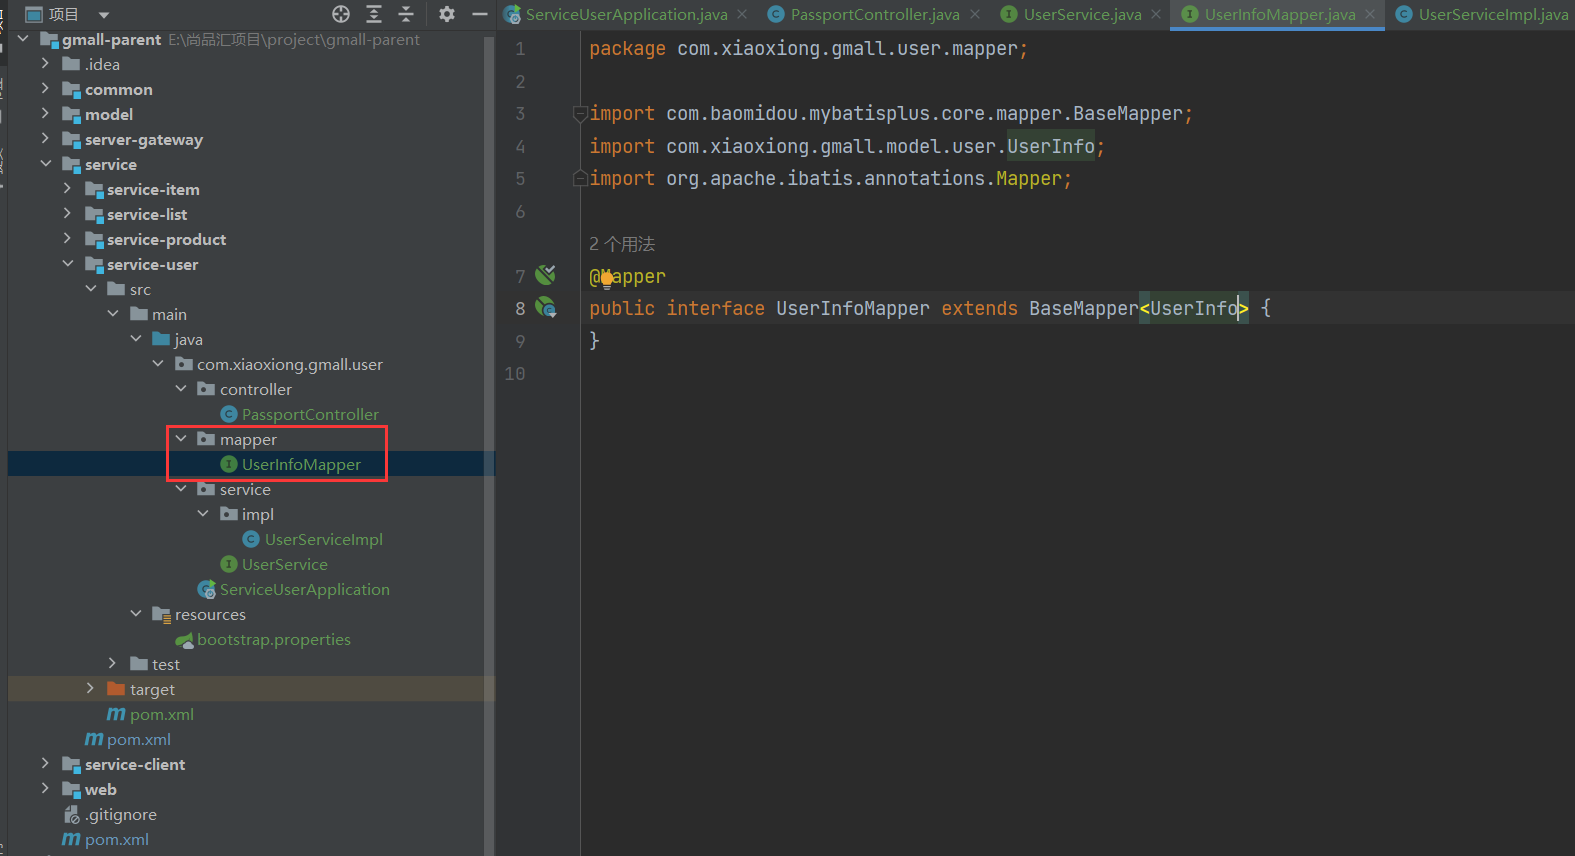 项目
gmall-parent E:\尚品汇项目\project\gmall-parent
.idea
common
model
server-gateway
service
service-item
service-list
service-product
service-user
src
main
java
com.xiaoxiong.gmall.user
controller
PassportController
mapper
UserInfoMapper
service
impl
UserServiceImpl
UserService
ServiceUserApplication
resources
bootstrap.properties
test
target
pom.xml
pom.xml
service-client
web
.gitignore
pom.xml
ServiceUserApplication.java PassportController.java UserService.java UserInfoMapper.java UserServiceImpl.java
1 package com.xiaoxiong.gmall.user.mapper;
2
3 import com.baomidou.mybatisplus.core.mapper.BaseMapper;
4 import com.xiaoxiong.gmall.model.user.UserInfo;
5 import org.apache.ibatis.annotations.Mapper;
6
2 个用法
7 @Mapper
8 public interface UserInfoMapper extends BaseMapper<UserInfo> {
9 }
10